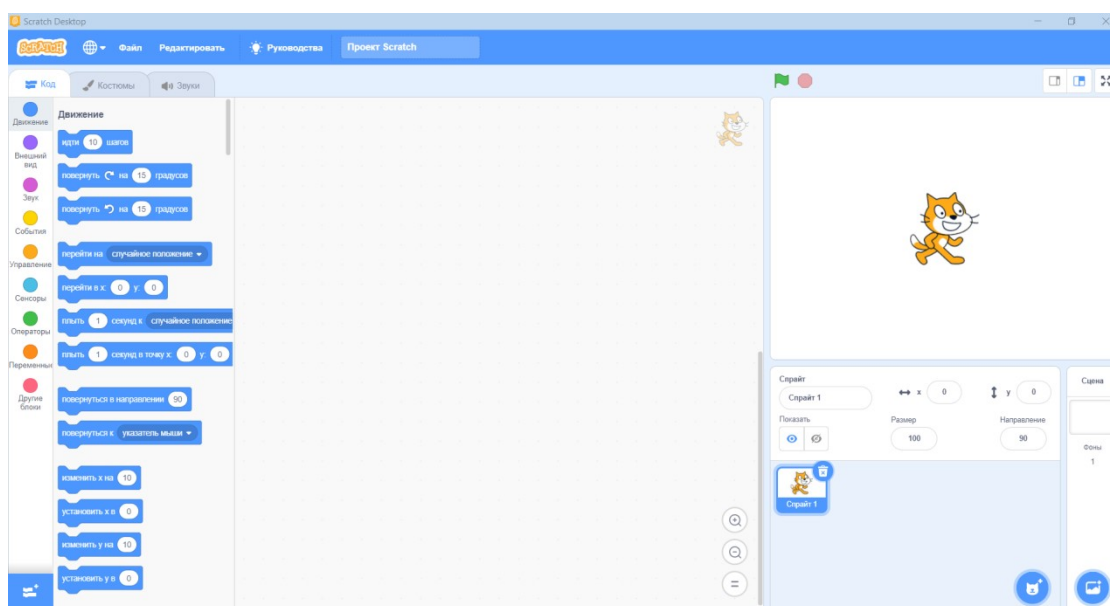 Scratch Desktop
SCRATCH Файл Редактировать Руководства Проект Scratch
Код Костюмы Звуки
Движение
Внешний вид
Звук
События
Управление
Сенсоры
Операторы
Переменные
Другие блоки
Движение
идти 10 шагов
повернуть на 15 градусов
повернуть на 15 градусов
перейти на случайное положение
перейти в x: 0 y: 0
плыть 1 секунд к случайное положение
плыть 1 секунд в точку x: 0 y: 0
повернуться в направлении 90
повернуться к указатель мыши
изменить x на 10
установить x в 0
изменить y на 10
установить y в 0
Спрайт
Спрайт 1 x 0 y 0
Показать Размер Направление
100 90
Спрайт 1
Сцена
Фоны
1